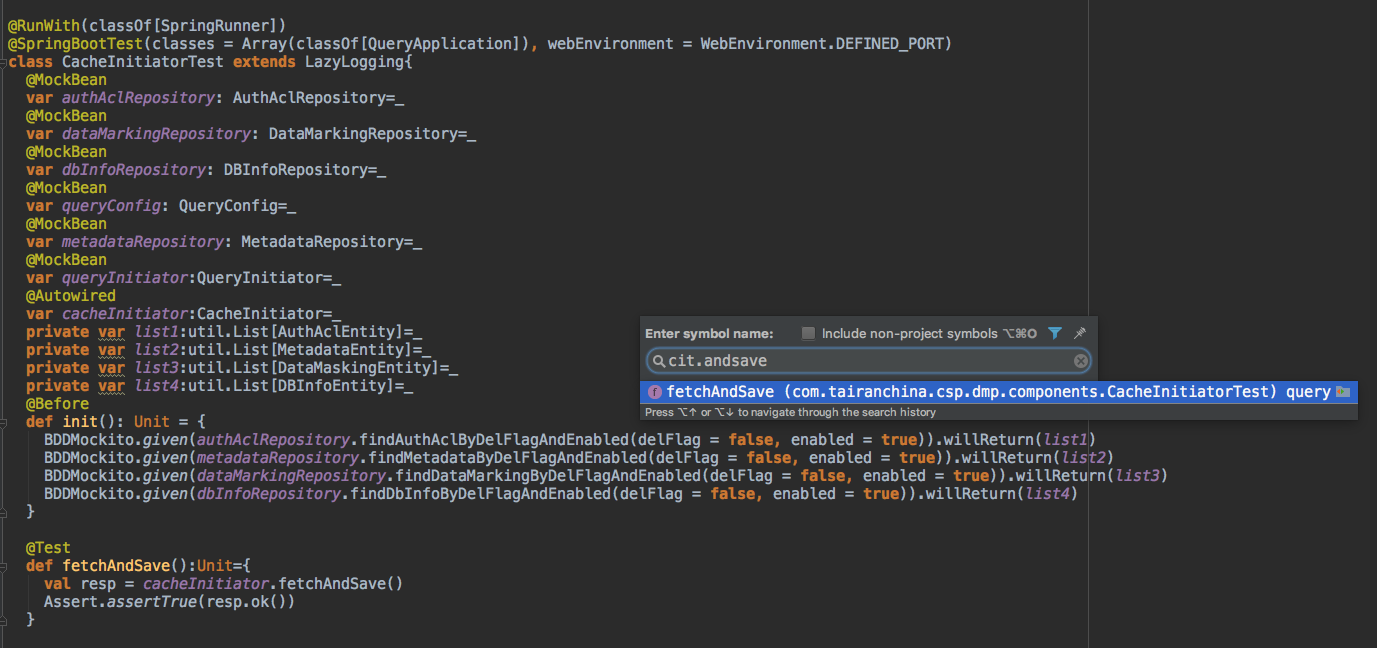 @RunWith(classOf[SpringRunner])
@SpringBootTest(classes = Array(classOf[QueryApplication]), webEnvironment = WebEnvironment.DEFINED_PORT)
class CacheInitiatorTest extends LazyLogging{
  @MockBean
  var authAclRepository: AuthAclRepository=_
  @MockBean
  var dataMarkingRepository: DataMarkingRepository=_
  @MockBean
  var dbInfoRepository: DBInfoRepository=_
  @MockBean
  var queryConfig: QueryConfig=_
  @MockBean
  var metadataRepository: MetadataRepository=_
  @MockBean
  var queryInitiator:QueryInitiator=_
  @Autowired
  var cacheInitiator:CacheInitiator=_
  private var list1:util.List[AuthAclEntity]=_
  private var list2:util.List[MetadataEntity]=_
  private var list3:util.List[DataMaskingEntity]=_
  private var list4:util.List[DBInfoEntity]=_
  @Before
  def init(): Unit = {
    BDDMockito.given(authAclRepository.findAuthAclByDelFlagAndEnabled(delFlag = false, enabled = true)).willReturn(list1)
    BDDMockito.given(metadataRepository.findMetadataByDelFlagAndEnabled(delFlag = false, enabled = true)).willReturn(list2)
    BDDMockito.given(dataMarkingRepository.findDataMarkingByDelFlagAndEnabled(delFlag = false, enabled = true)).willReturn(list3)
    BDDMockito.given(dbInfoRepository.findDbInfoByDelFlagAndEnabled(delFlag = false, enabled = true)).willReturn(list4)
  }
  @Test
  def fetchAndSave():Unit={
    val resp = cacheInitiator.fetchAndSave()
    Assert.assertTrue(resp.ok())
  }
Enter symbol name: Include non-project symbols ⌥⌘O
cit.andsave
f fetchAndSave (com.tairanchina.csp.dmp.components.CacheInitiatorTest) query
Press ⌥↑ or ⌥↓ to navigate through the search history